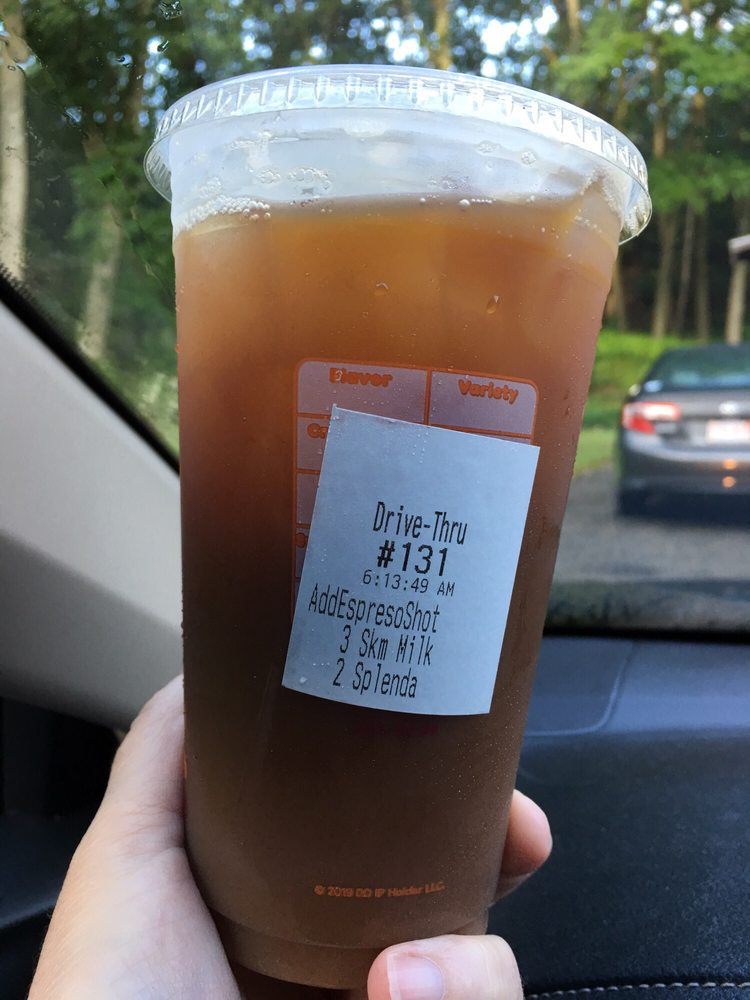 Flavor Variety
Drive-Thru
#131
6:13:49 AM
AddEspresoShot
3 Skm Milk
2 Splenda
© 2019 DD IP Holder LLC